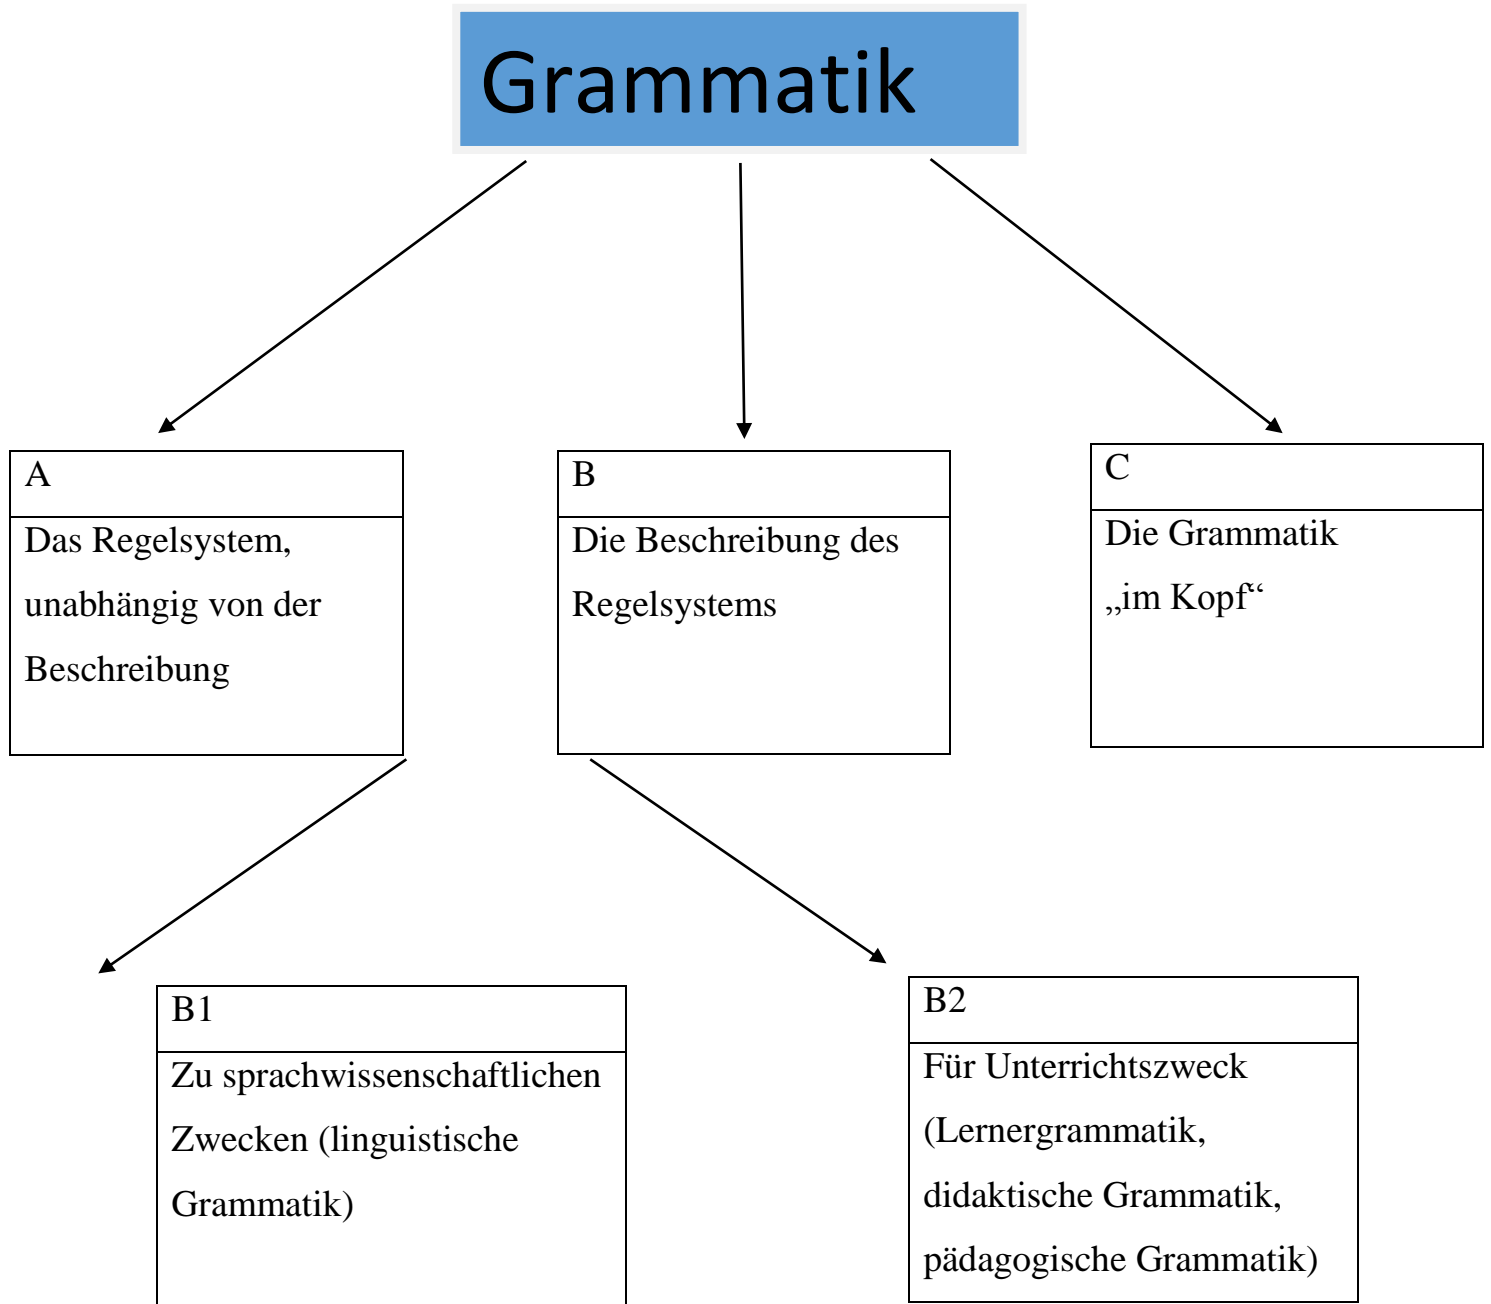 Grammatik
A
Das Regelsystem,
unabhängig von der
Beschreibung
B
Die Beschreibung des
Regelsystems
C
Die Grammatik
„im Kopf“
B1
Zu sprachwissenschaftlichen
Zwecken (linguistische
Grammatik)
B2
Für Unterrichtszweck
(Lernergrammatik,
didaktische Grammatik,
pädagogische Grammatik)